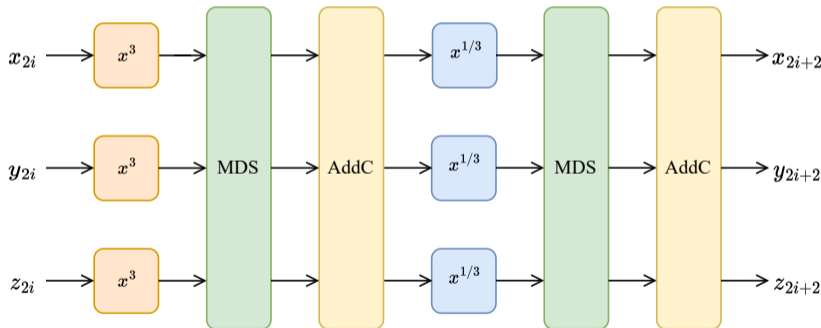 $x_{2i}$ $x^3$ $x^{1/3}$ $x_{2i+2}$
$y_{2i}$ $x^3$ MDS AddC $x^{1/3}$ MDS AddC $y_{2i+2}$
$z_{2i}$ $x^3$ $x^{1/3}$ $z_{2i+2}$